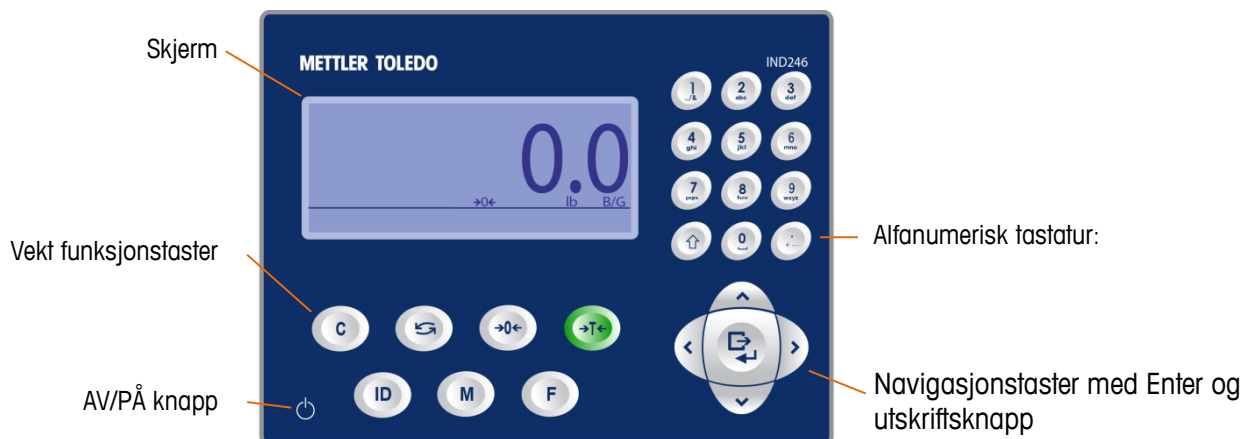 Skjerm
METTLER TOLEDO
IND246
0.0
→0←
lb
B/G
1
../&
2
abc
3
def
4
ghi
5
jkl
6
mno
7
pqrs
8
tuv
9
wxyz
0
.
+ ...
Alfanumerisk tastatur:
Vekt funksjonstaster
C
→0←
→T←
ID
M
F
AV/PÅ knapp
Navigasjonstaster med Enter og
utskriftsknapp